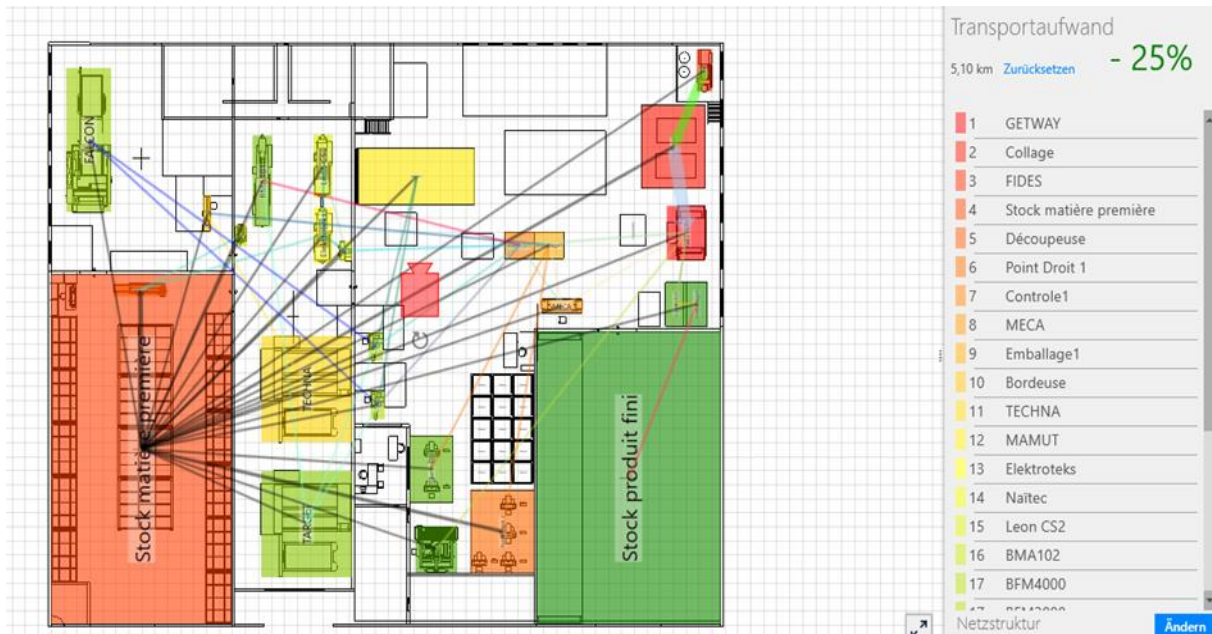 Transportaufwand
5,10 km Zurücksetzen - 25%
1 GETWAY
2 Collage
3 FIDES
4 Stock matière première
5 Découpeuse
6 Point Droit 1
7 Controle1
8 MECA
9 Emballage1
10 Bordeuse
11 TECHNA
12 MAMUT
13 Elektroteks
14 Naïtec
15 Leon CS2
16 BMA102
17 BFM4000
Netzstruktur
Ändern
FALCON
Stock matière première
TECHNA
TARGET
Stock produit fini